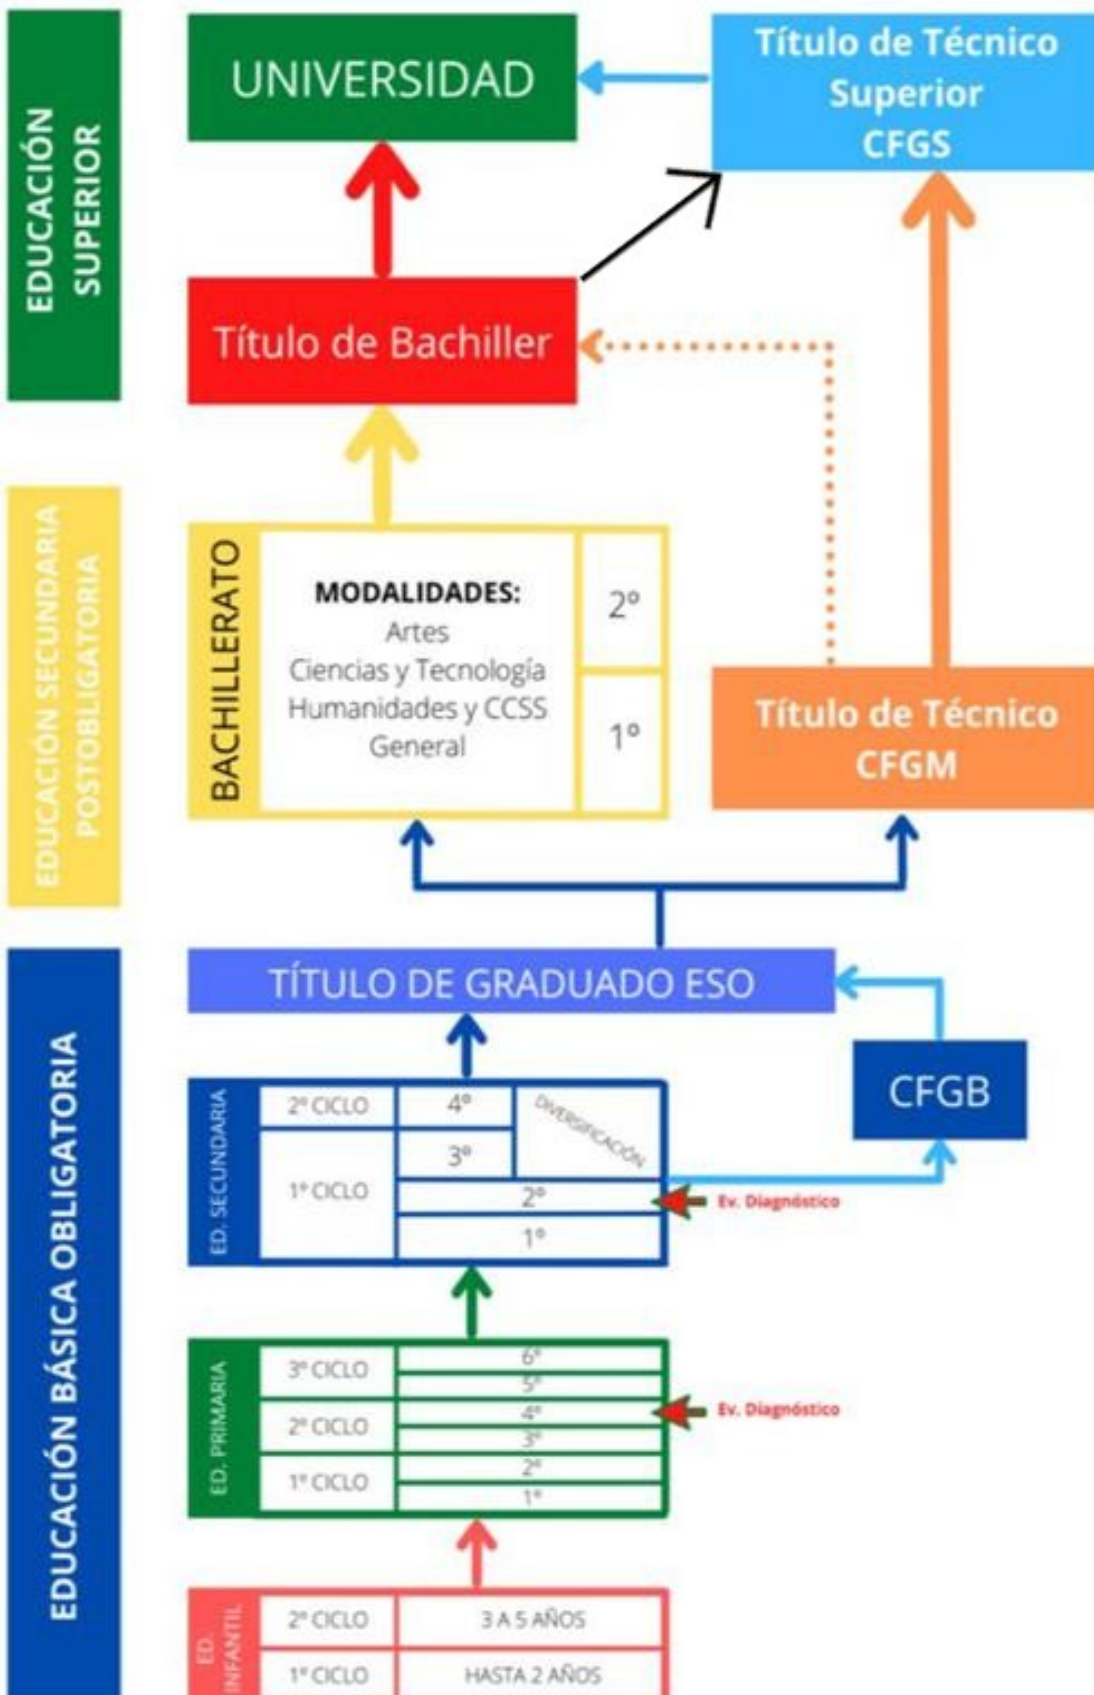 EDUCACIÓN
SUPERIOR
UNIVERSIDAD
Título de Técnico
Superior
CFGS
Título de Bachiller
EDUCACIÓN SECUNDARIA
POSTOBLIGATORIA
BACHILLERATO
MODALIDADES:
Artes
Ciencias y Tecnología
Humanidades y CCSS
General
2º
1º
Título de Técnico
CFGM
EDUCACIÓN BÁSICA OBLIGATORIA
TÍTULO DE GRADUADO ESO
CFGB
ED. SECUNDARIA
2º CICLO
4º
DIVERSIFICACIÓN
3º
1º CICLO
2º
Ev. Diagnóstico
1º
ED. PRIMARIA
3º CICLO
6º
5º
2º CICLO
4º
Ev. Diagnóstico
3º
1º CICLO
2º
1º
ED.
INFANTIL
2º CICLO
3 A 5 AÑOS
1º CICLO
HASTA 2 AÑOS